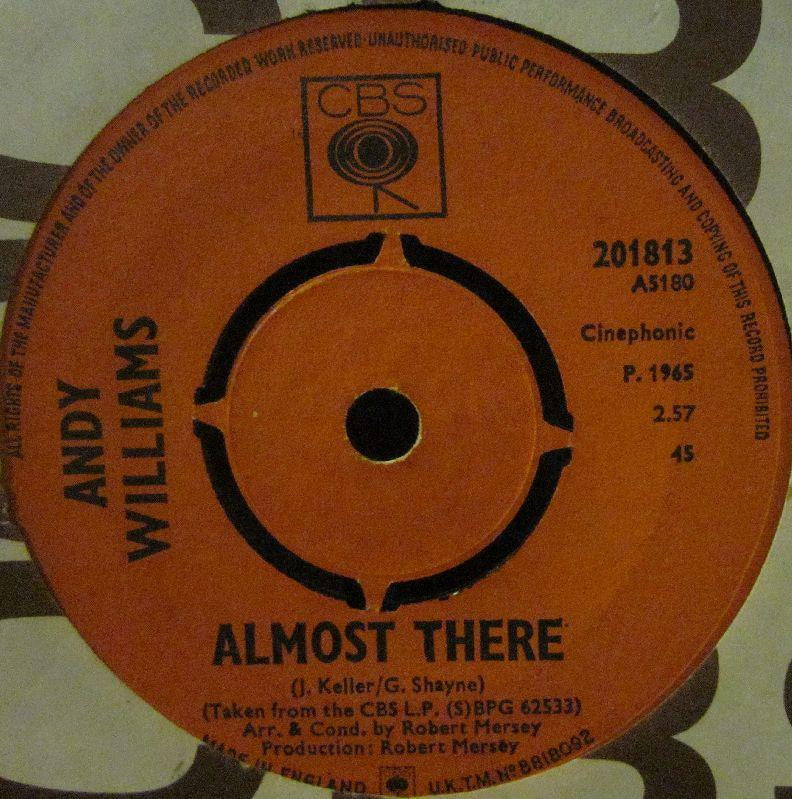 ALL RIGHTS OF THE MANUFACTURER AND OF THE OWNER OF THE RECORDED WORK RESERVED UNAUTHORISED PUBLIC PERFORMANCE BROADCASTING AND COPYING OF THIS RECORD PROHIBITED
CBS
201813
A5180
Cinephonic
P. 1965
2.57
45
ANDY
WILLIAMS
ALMOST THERE
(J. Keller/G. Shayne)
(Taken from the CBS L.P. (S)BPG 62533)
Arr. & Cond. by Robert Mersey
Production: Robert Mersey
MADE IN ENGLAND U.K.T.M. Nº B818092